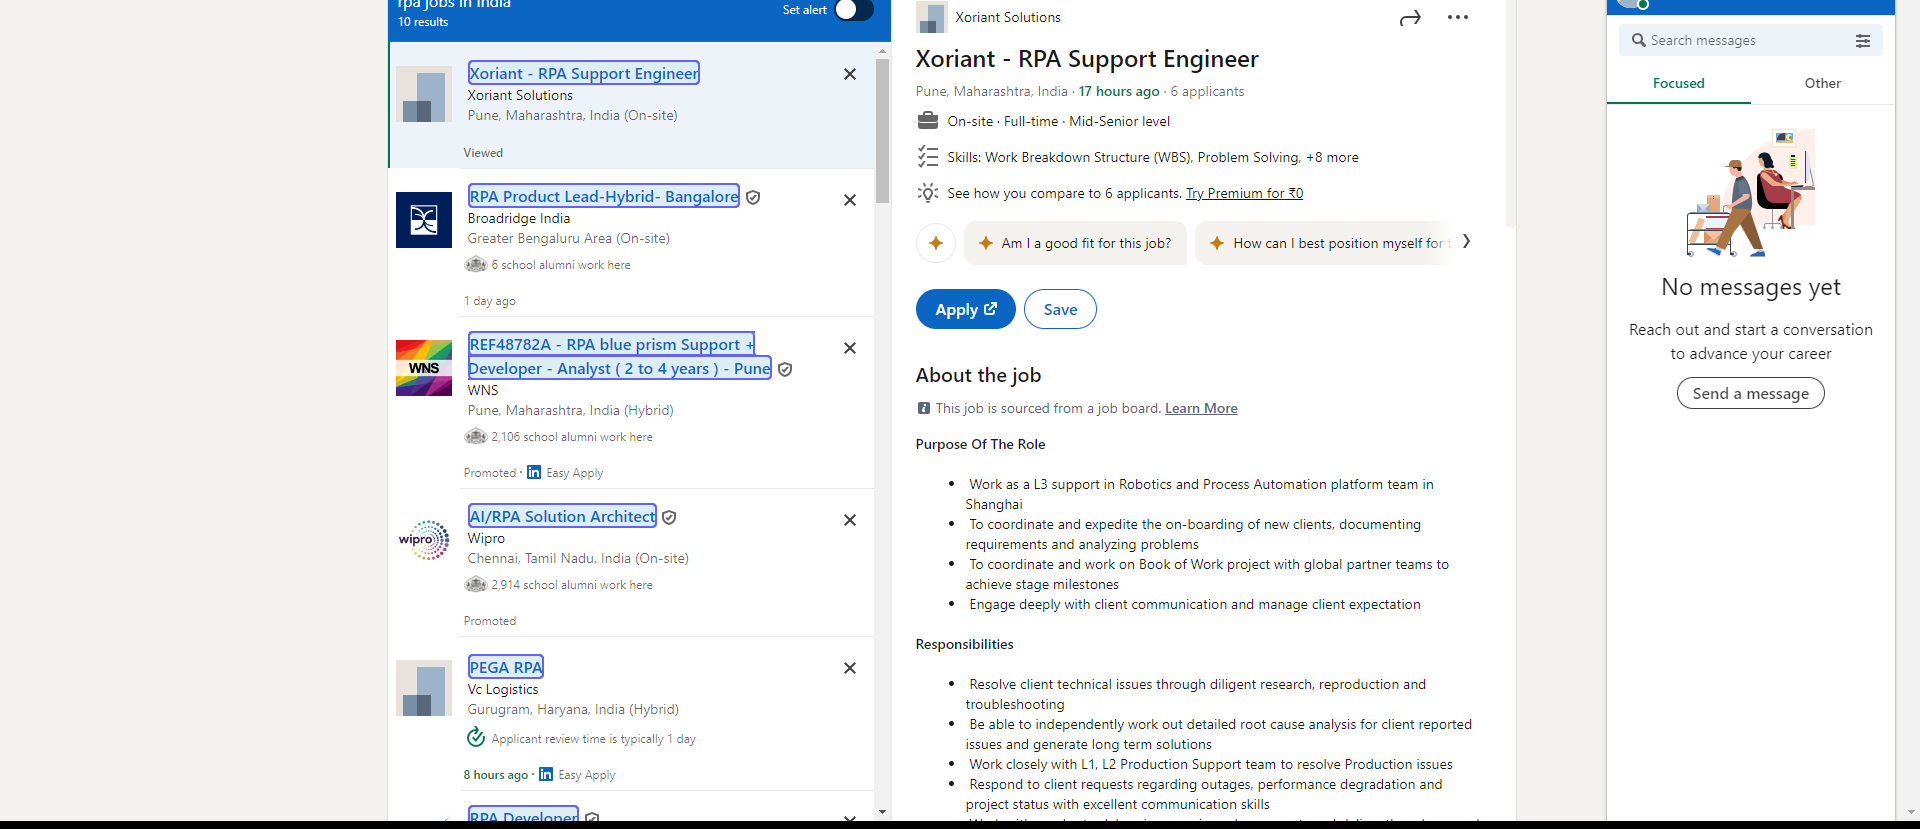 rpa jobs in India
10 results
Set alert
Xoriant - RPA Support Engineer
Xoriant Solutions
Pune, Maharashtra, India (On-site)
Viewed
RPA Product Lead-Hybrid- Bangalore
Broadridge India
Greater Bengaluru Area (On-site)
6 school alumni work here
1 day ago
REF48782A - RPA blue prism Support +
Developer - Analyst ( 2 to 4 years ) - Pune
WNS
WNS
Pune, Maharashtra, India (Hybrid)
2,106 school alumni work here
Promoted · in Easy Apply
AI/RPA Solution Architect
wipro
Wipro
Chennai, Tamil Nadu, India (On-site)
2,914 school alumni work here
Promoted
PEGA RPA
Vc Logistics
Gurugram, Haryana, India (Hybrid)
Applicant review time is typically 1 day
8 hours ago · in Easy Apply
RPA Developer
Xoriant Solutions
Xoriant - RPA Support Engineer
Pune, Maharashtra, India · 17 hours ago · 6 applicants
On-site · Full-time · Mid-Senior level
Skills: Work Breakdown Structure (WBS), Problem Solving, +8 more
See how you compare to 6 applicants. Try Premium for ₹0
Am I a good fit for this job?
How can I best position myself for t
Apply
Save
About the job
This job is sourced from a job board. Learn More
Purpose Of The Role
• Work as a L3 support in Robotics and Process Automation platform team in
Shanghai
• To coordinate and expedite the on-boarding of new clients, documenting
requirements and analyzing problems
• To coordinate and work on Book of Work project with global partner teams to
achieve stage milestones
• Engage deeply with client communication and manage client expectation
Responsibilities
• Resolve client technical issues through diligent research, reproduction and
troubleshooting
• Be able to independently work out detailed root cause analysis for client reported
issues and generate long term solutions
• Work closely with L1, L2 Production Support team to resolve Production issues
• Respond to client requests regarding outages, performance degradation and
project status with excellent communication skills
Search messages
Focused
Other
No messages yet
Reach out and start a conversation
to advance your career
Send a message